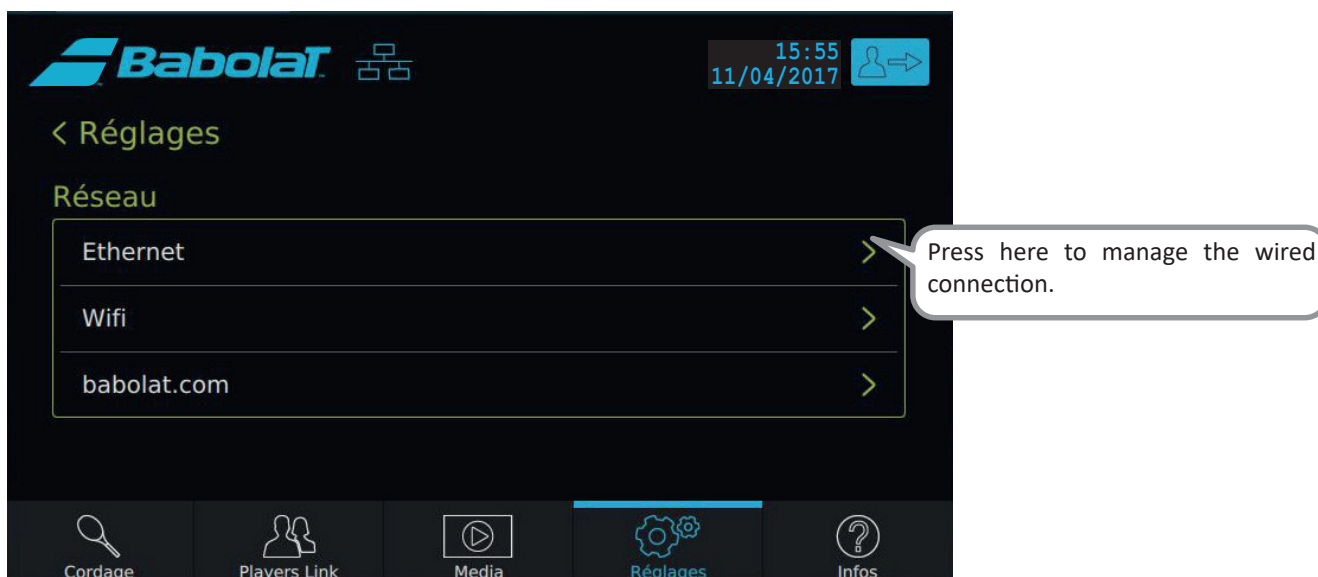 BabolaT
15:55
11/04/2017
< Réglages
Réseau
Ethernet
Press here to manage the wired
connection.
Wifi
babolat.com
Cordage
Players Link
Media
Réglages
Infos